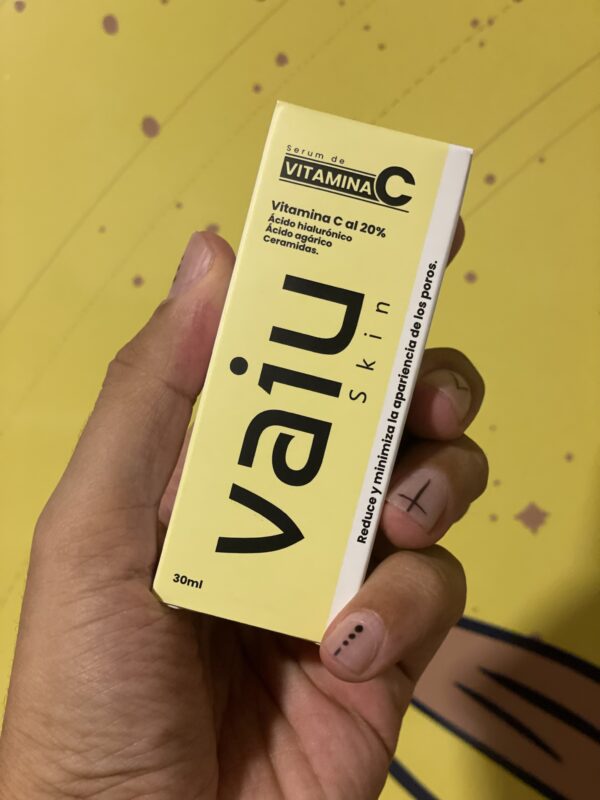 Serum de
VITAMINA C
Vitamina C al 20%
Ácido hialurónico
Ácido agárico
Ceramidas.
vaiu
Skin
30ml
Reduce y minimiza la apariencia de los poros.